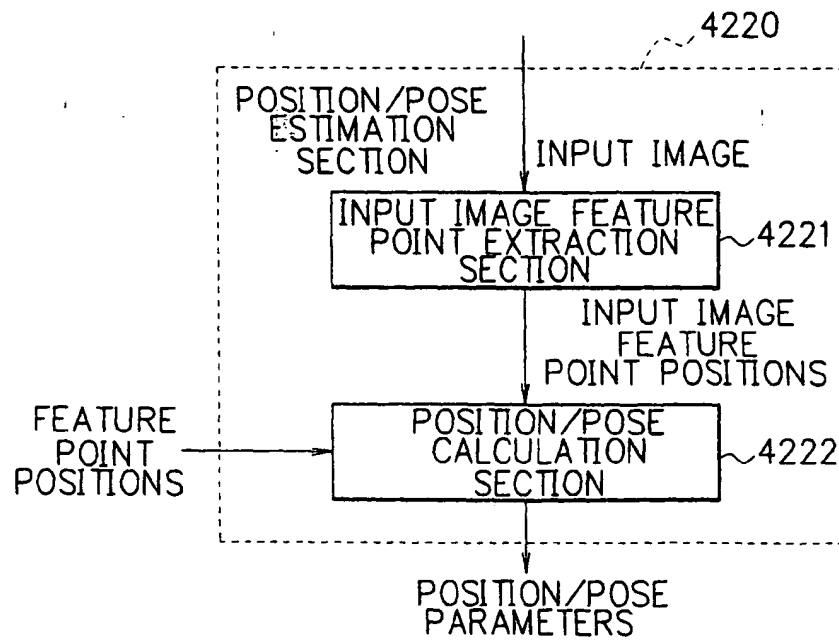 4220
POSITION/POSE
ESTIMATION
SECTION
INPUT IMAGE
INPUT IMAGE FEATURE
POINT EXTRACTION
SECTION
4221
INPUT IMAGE
FEATURE
POINT POSITIONS
FEATURE
POINT
POSITIONS
POSITION/POSE
CALCULATION
SECTION
4222
POSITION/POSE
PARAMETERS